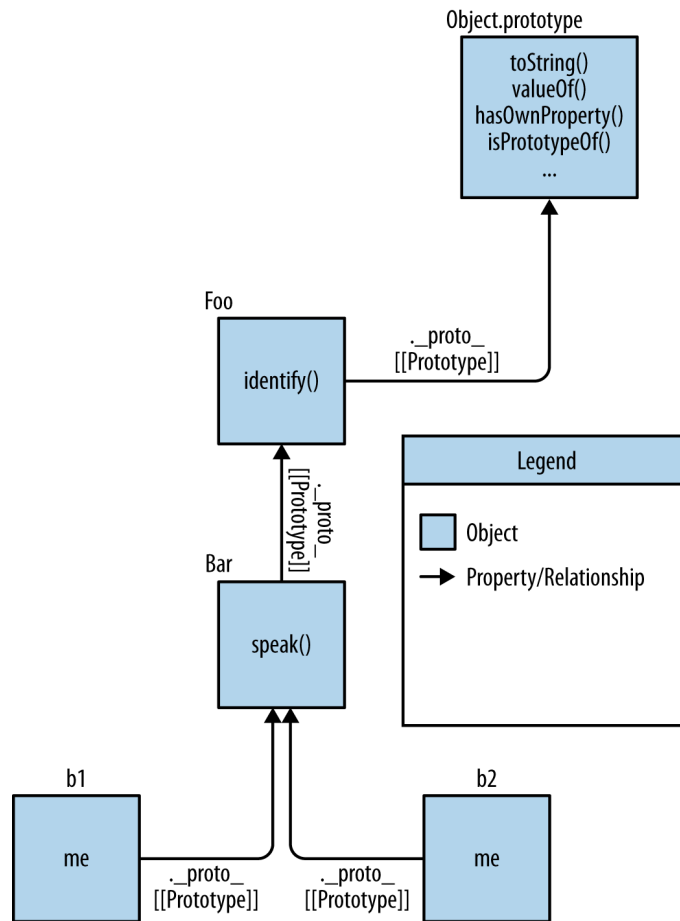 Object.prototype
toString()
valueOf()
hasOwnProperty()
isPrototypeOf()
...
Foo
identify()
._proto_
[[Prototype]]
Legend
Object
Property/Relationship
._proto_
[[Prototype]]
Bar
speak()
b1
me
._proto_
[[Prototype]]
._proto_
[[Prototype]]
b2
me